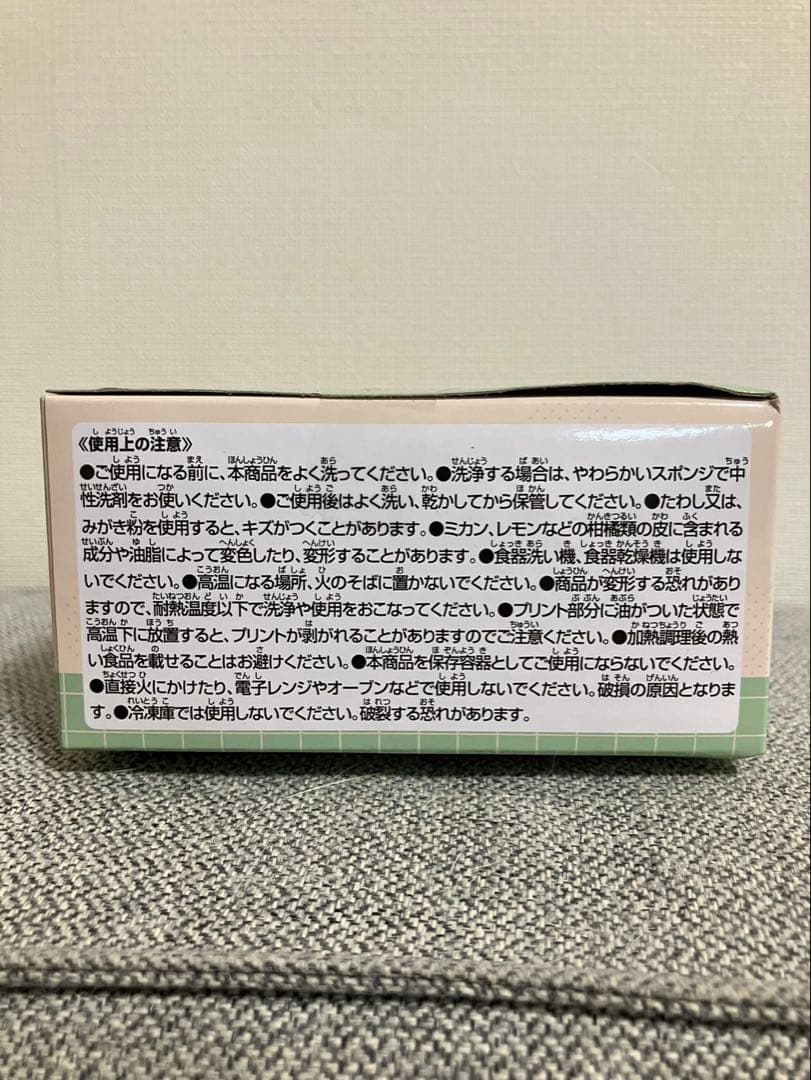 《使用上の注意》
●ご使用になる前に、本商品をよく洗ってください。●洗浄する場合は、やわらかいスポンジで中
性洗剤をお使いください。●ご使用後はよく洗い、乾かしてから保管してください。●たわし又は、
みがき粉を使用すると、キズがつくことがあります。●ミカン、レモンなどの柑橘類の皮に含まれる
成分や油脂によって変色したり、変形することがあります。●食器洗い機、食器乾燥機は使用しな
いでください。●高温になる場所、火のそばに置かないでください。●商品が変形する恐れがあり
ますので、耐熱温度以下で洗浄や使用をおこなってください。●プリント部分に油がついた状態で
高温下に放置すると、プリントが剥がれることがありますのでご注意ください。●加熱調理後の熱
い食品を載せることはお避けください。●本商品を保存容器としてご使用にならないでください。
●直接火にかけたり、電子レンジやオーブンなどで使用しないでください。破損の原因となりま
す。●冷凍庫では使用しないでください。破裂する恐れがあります。